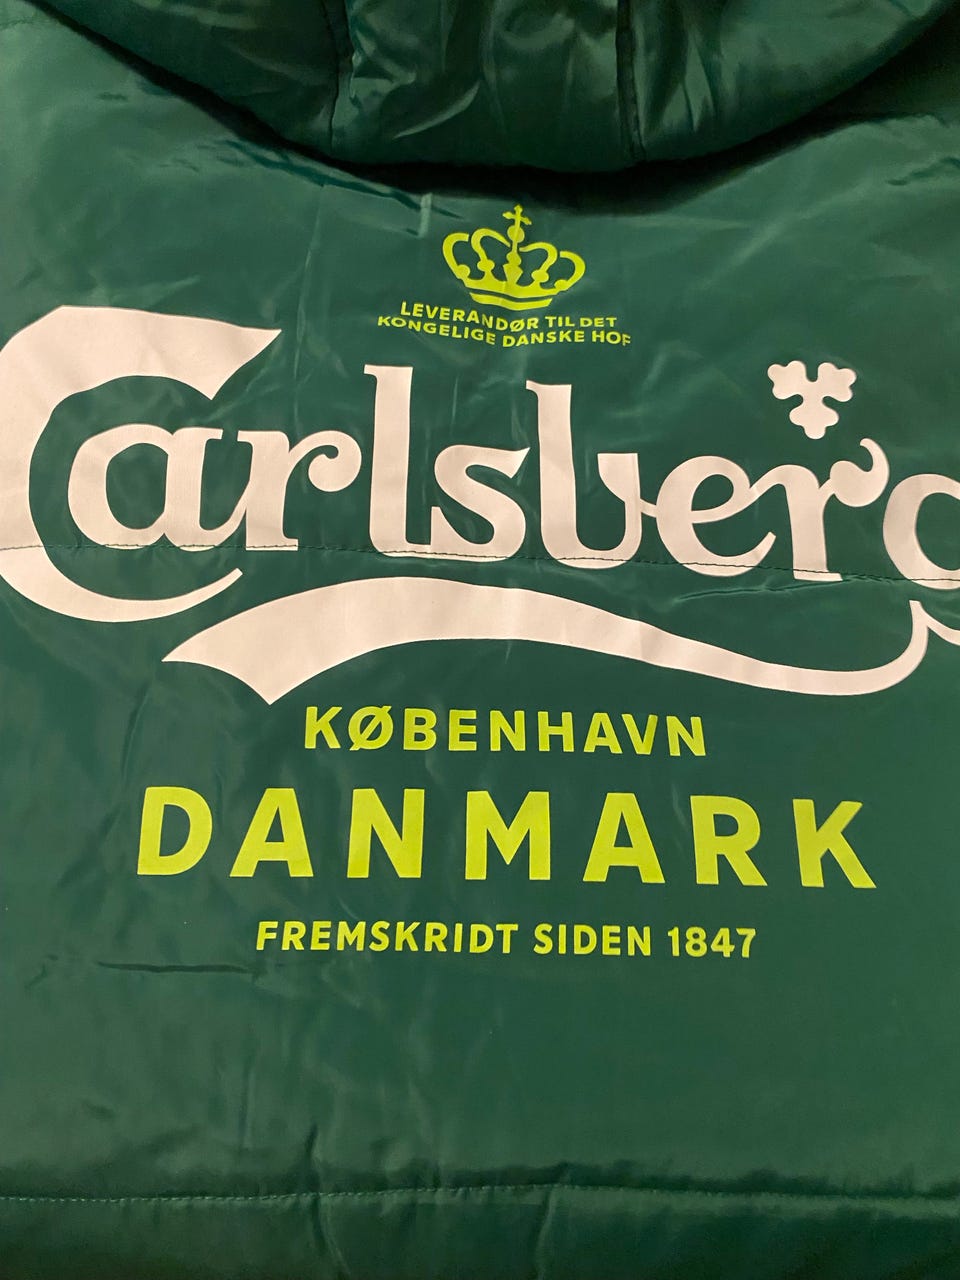 LEVERANDØR TIL DET
KONGELIGE DANSKE HOF
Carlsberg
KØBENHAVN
DANMARK
FREMSKRIDT SIDEN 1847